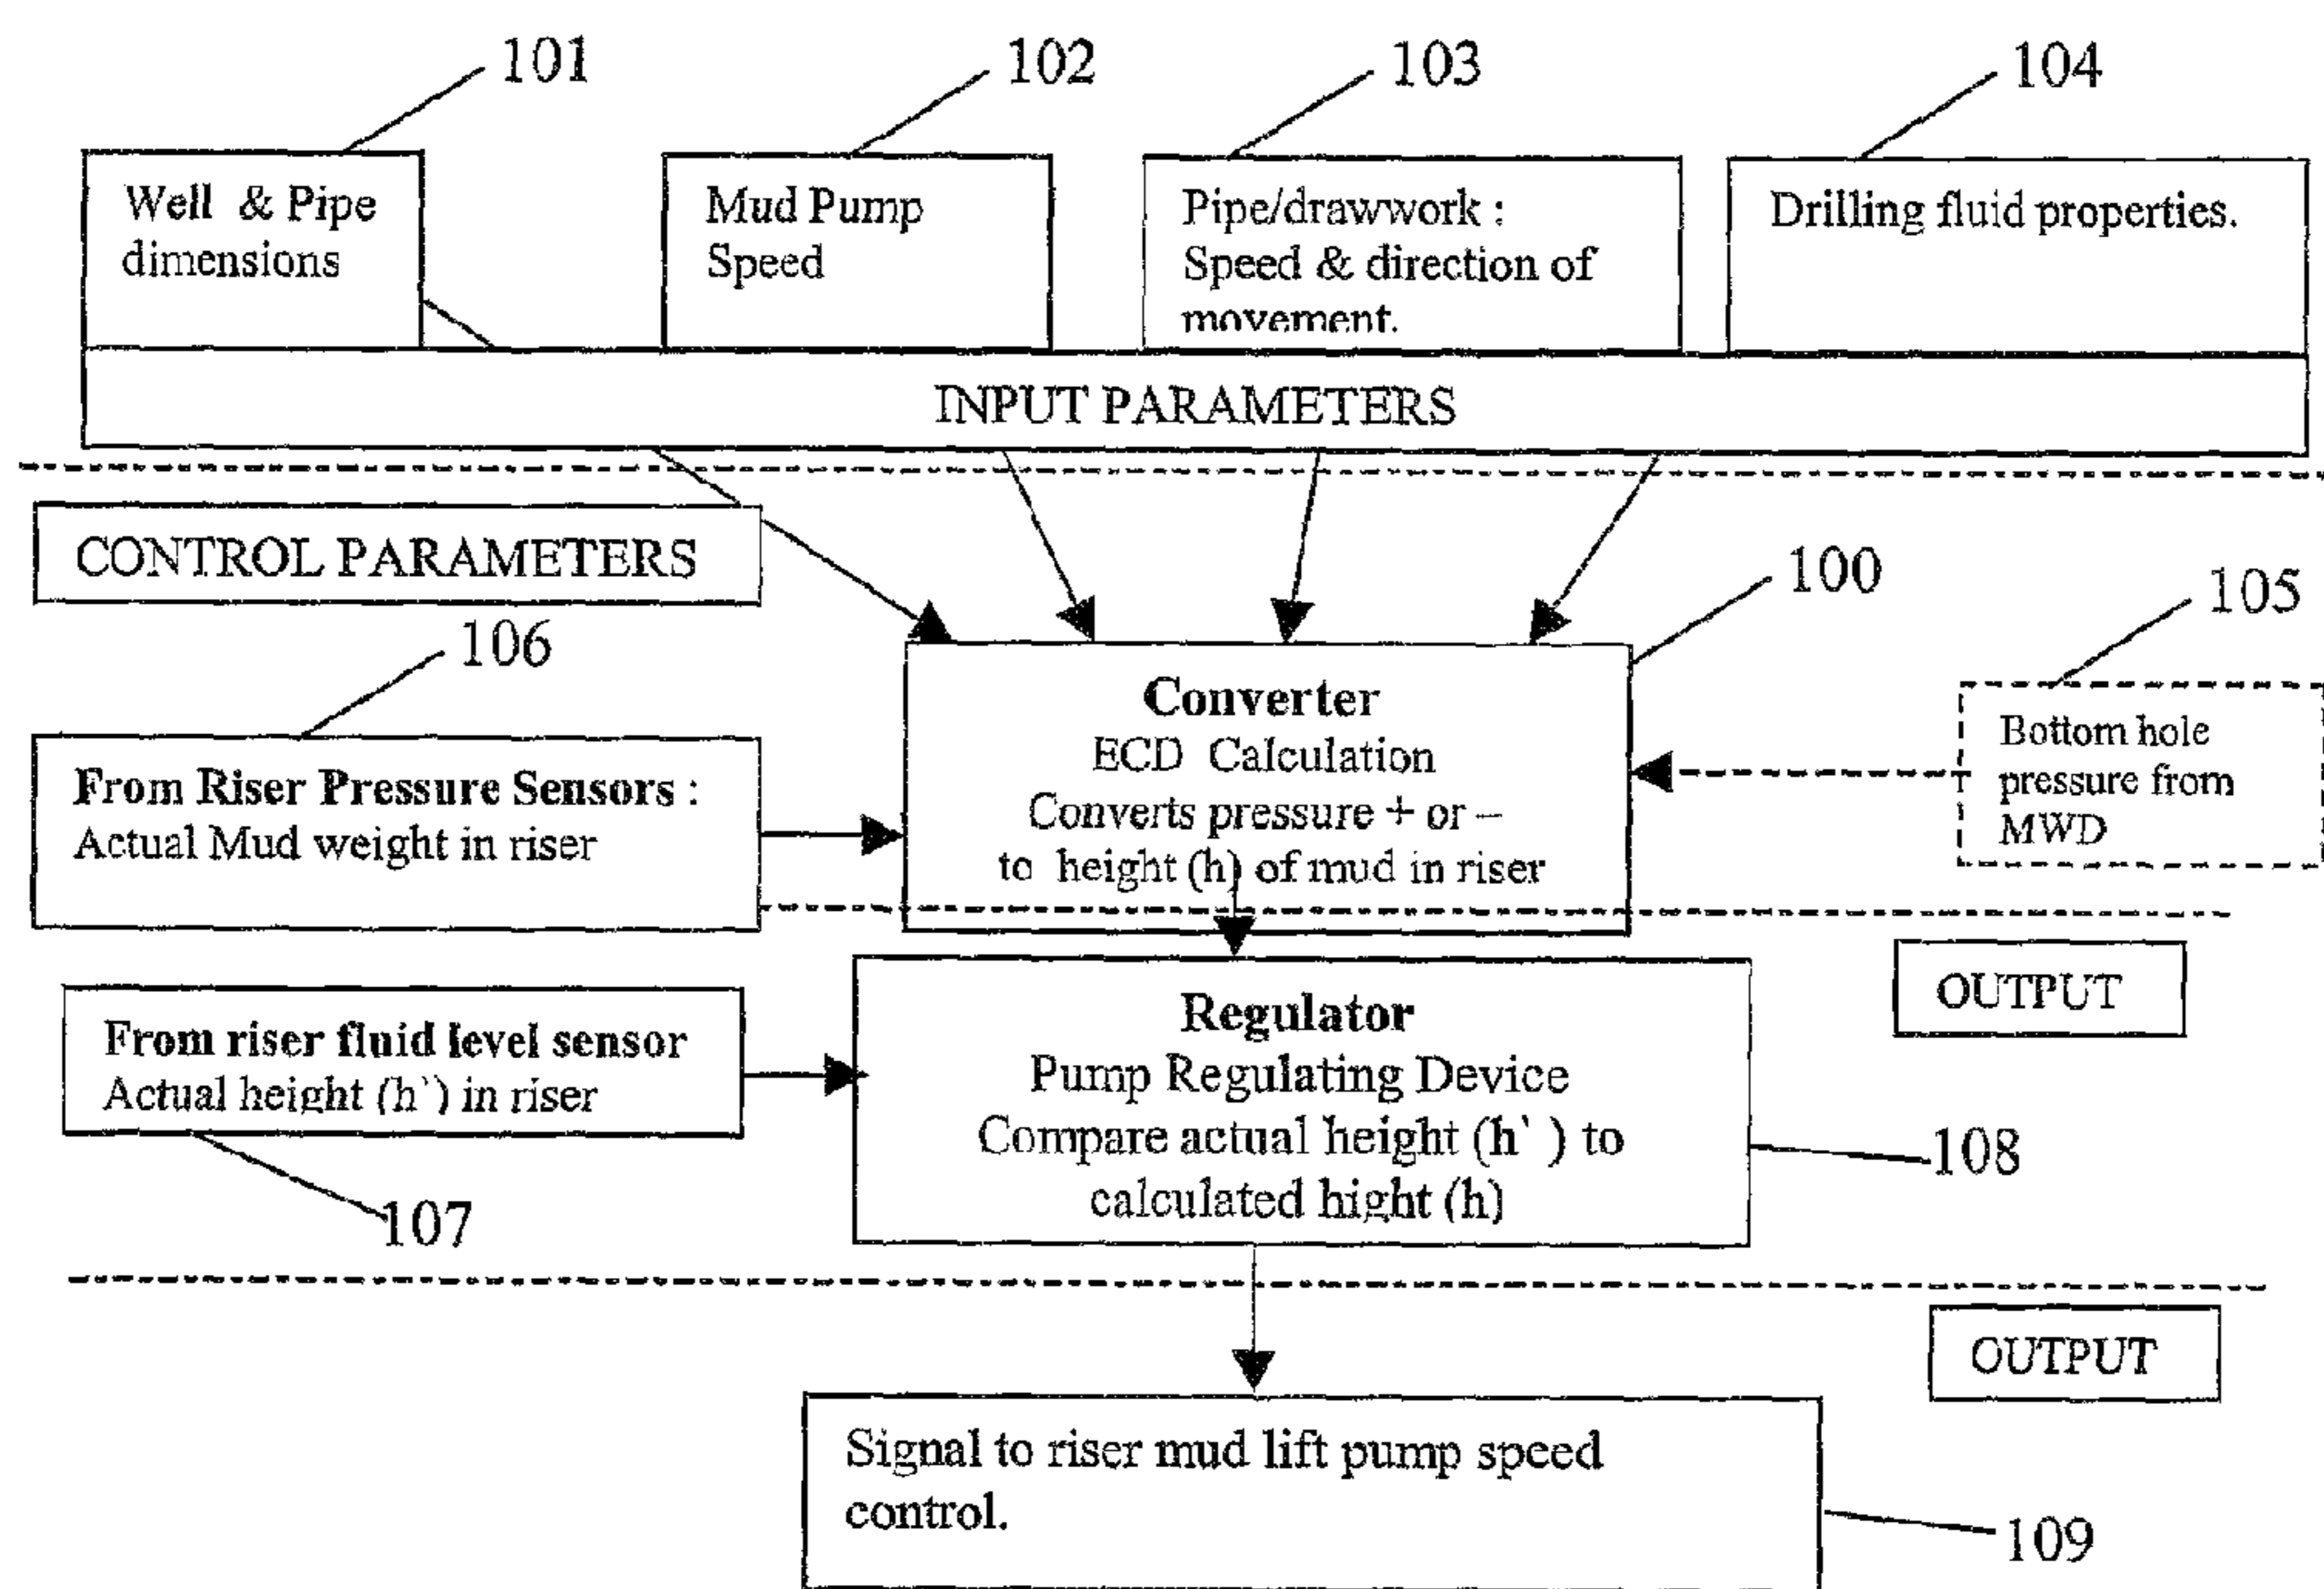 101
102
103
104
Well & Pipe
dimensions
Mud Pump
Speed
Pipe/drawwork :
Speed & direction of
movement.
Drilling fluid properties.
INPUT PARAMETERS
CONTROL PARAMETERS
100
105
106
Converter
ECD Calculation
Converts pressure + or –
to height (h) of mud in riser
Bottom hole
pressure from
MWD
From Riser Pressure Sensors :
Actual Mud weight in riser
OUTPUT
From riser fluid level sensor
Actual height (h`) in riser
107
Regulator
Pump Regulating Device
Compare actual height (h` ) to
calculated hight (h)
108
OUTPUT
Signal to riser mud lift pump speed
control.
109